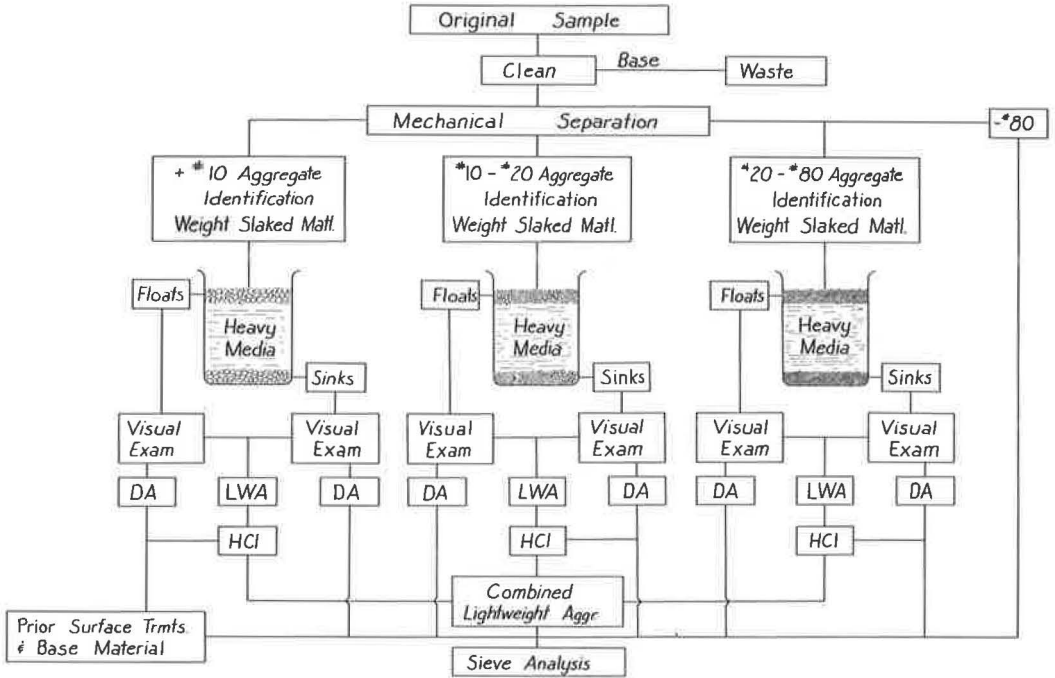 Original Sample
Clean
Base
Waste
Mechanical Separation
-#80
+ #10 Aggregate
Identification
Weight Slaked Matl.
#10 - #20 Aggregate
Identification
Weight Slaked Matl.
#20 - #80 Aggregate
Identification
Weight Slaked Matl.
Floats
Heavy
Media
Sinks
Floats
Heavy
Media
Sinks
Floats
Heavy
Media
Sinks
Visual
Exam
Visual
Exam
Visual
Exam
Visual
Exam
Visual
Exam
Visual
Exam
DA
LWA
DA
DA
LWA
DA
DA
LWA
DA
HCl
HCl
HCl
Combined
Lightweight Aggr.
Prior Surface Trmts.
& Base Material
Sieve Analysis